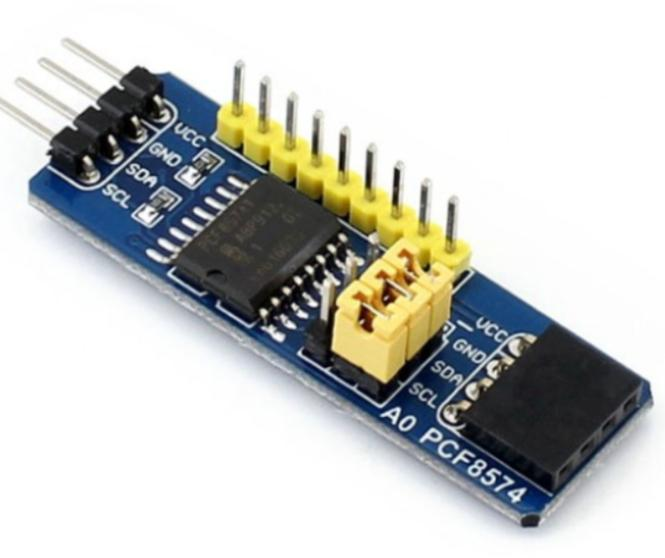 VCC
GND
SDA
SCL
VCC
GND
SDA
SCL
A0 PCF8574